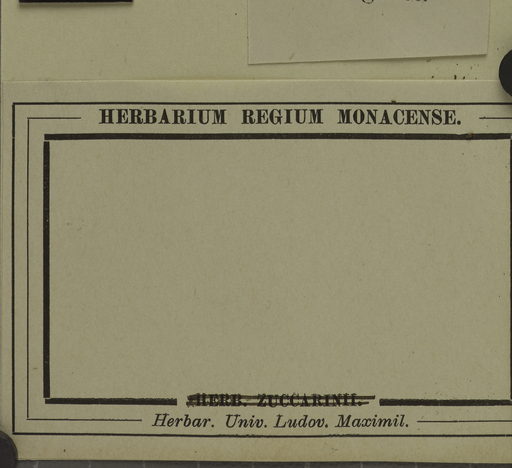 HERBARIUM REGIUM MONACENSE.
HERB. ZUCCARINII.
Herbar. Univ. Ludov. Maximil.